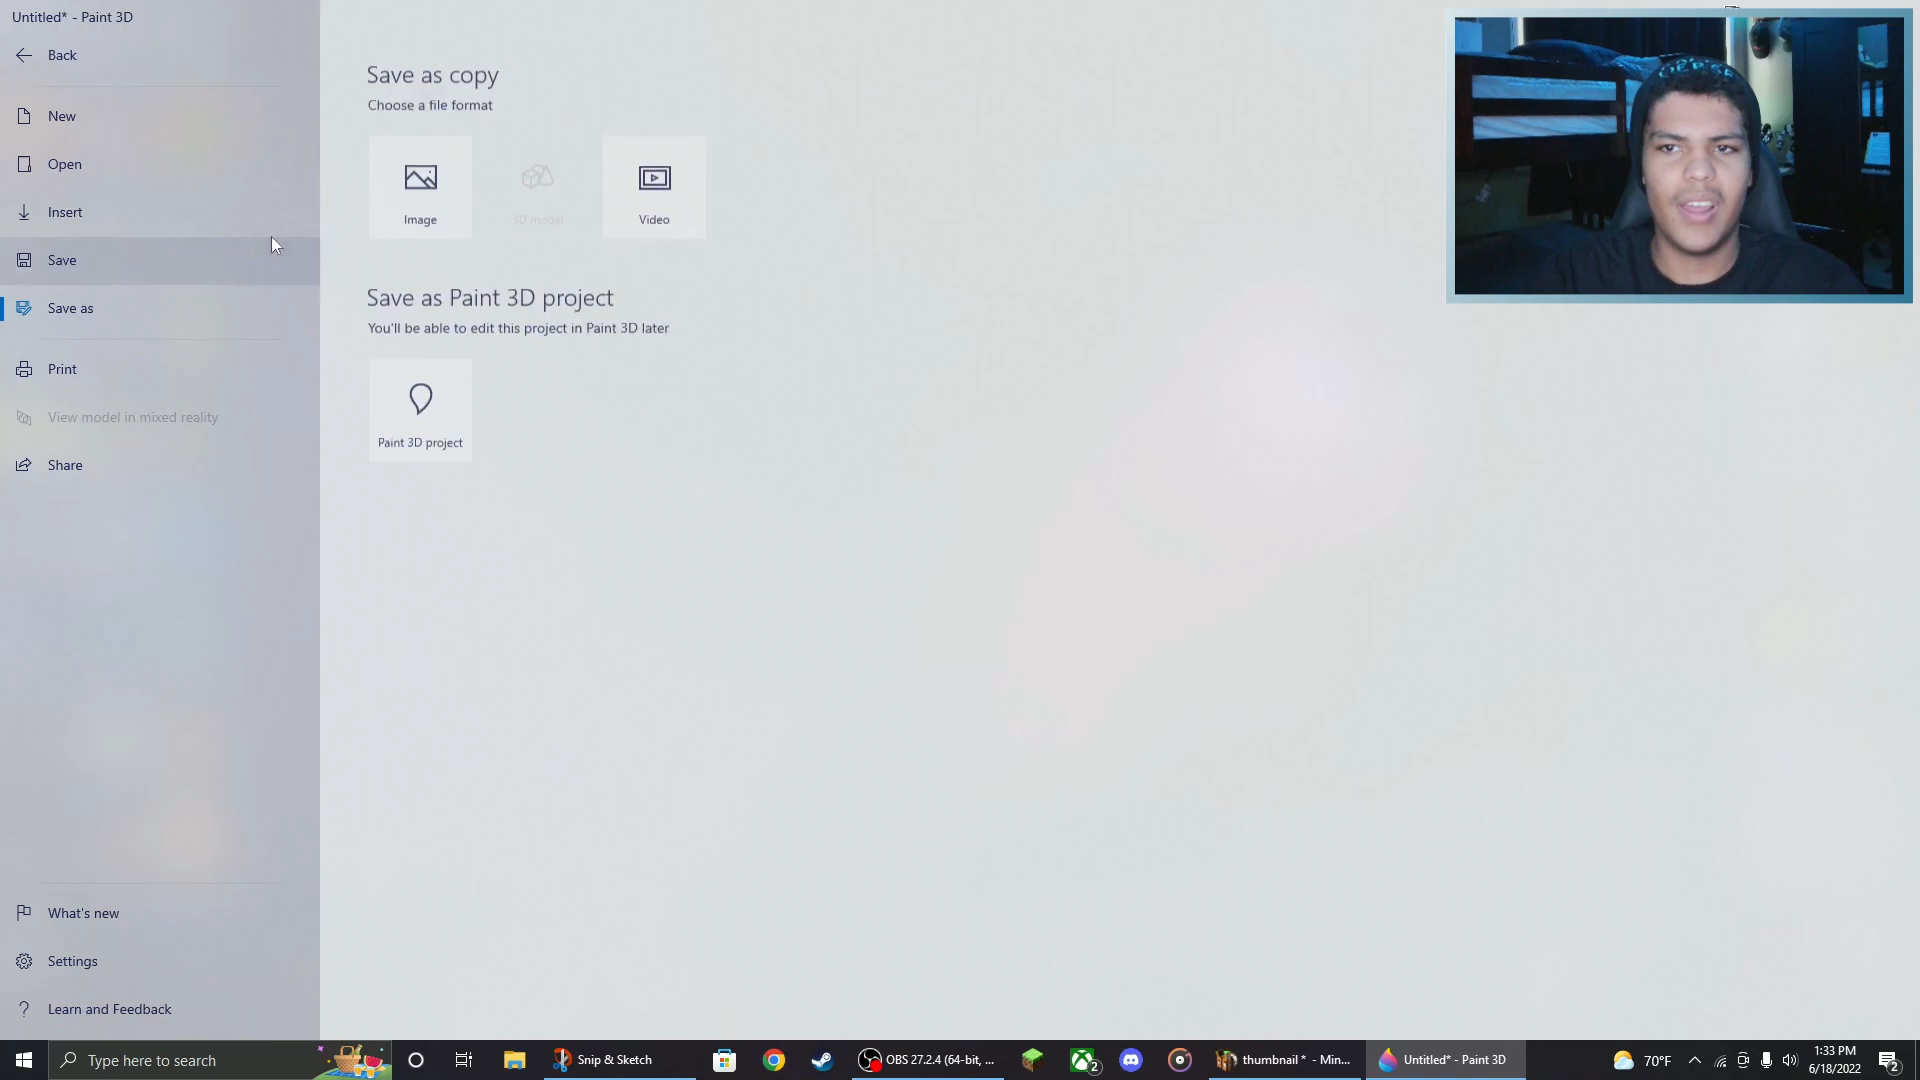 Untitled* - Paint 3D
Back
New
Open
Insert
Save
Save as
Print
View model in mixed reality
Share
What's new
Settings
Learn and Feedback
Save as copy
Choose a file format
Image
3D model
Video
Save as Paint 3D project
You'll be able to edit this project in Paint 3D later
Paint 3D project
Type here to search
Snip & Sketch
OBS 27.2.4 (64-bit, ...
2
thumbnail * - Min...
Untitled* - Paint 3D
70°F
1:33 PM
6/18/2022
2